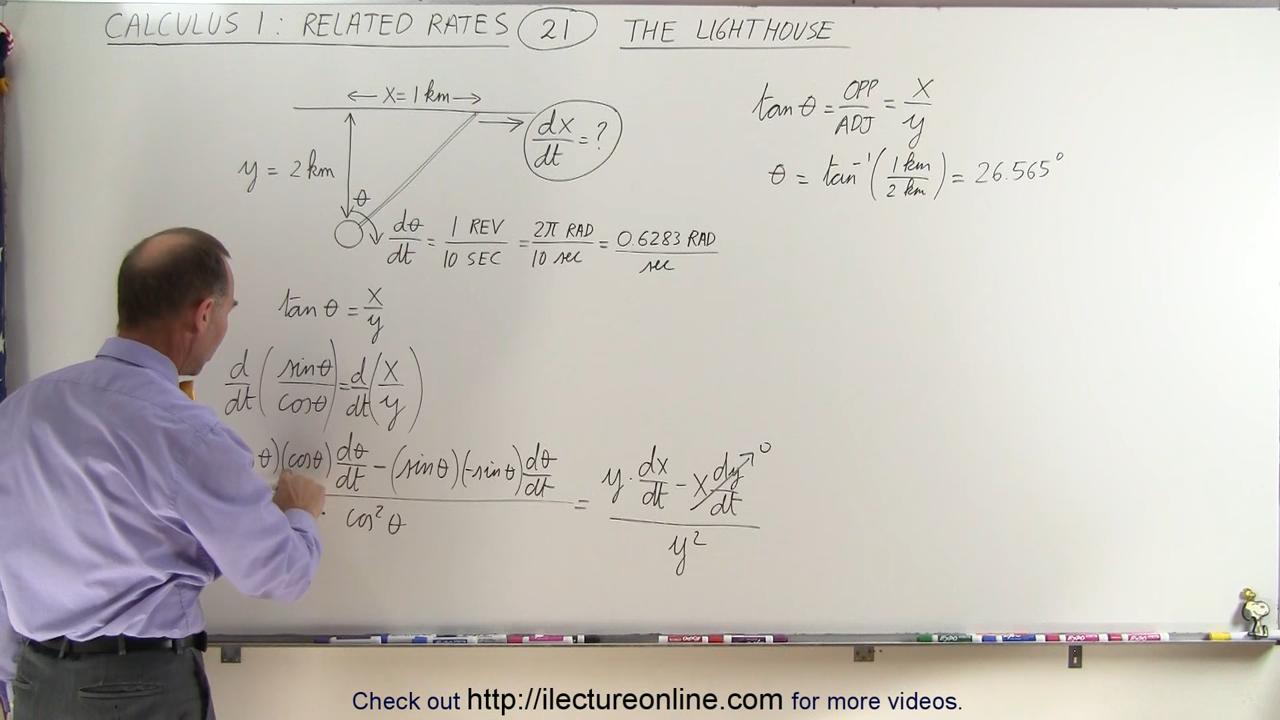 CALCULUS 1: RELATED RATES 21 THE LIGHTHOUSE
← X = 1 km →
dx/dt = ?
y = 2 km
θ
dθ/dt = 1 REV/10 SEC = 2π RAD/10 sec = 0.6283 RAD/sec
tan θ = OPP/ADJ = X/y
θ = tan⁻¹(1 km/2 km) = 26.565°
tan θ = X/y
d/dt (sin θ/cos θ) = d/dt (X/y)
θ)(cos θ) dθ/dt − (sin θ)(−sin θ) dθ/dt / cos² θ = y · dx/dt − X dy/dt → 0 / y²
EXPO
Check out http://ilectureonline.com for more videos.